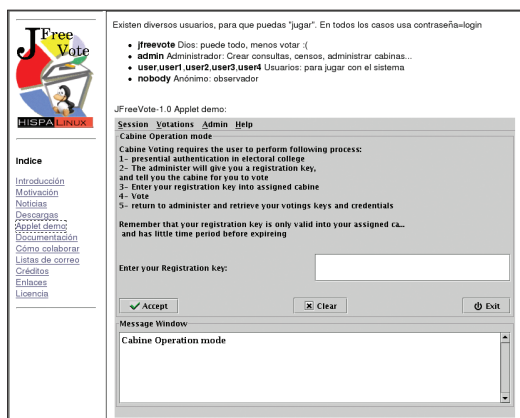 JFree
Vote
HISPALINUX
Indice
Introducción
Motivación
Noticias
Descargas
Applet demo
Documentación
Cómo colaborar
Listas de correo
Créditos
Enlaces
Licencia
Existen diversos usuarios, para que puedas "jugar". En todos los casos usa contraseña=login
• jfreevote Dios: puede todo, menos votar :(
• admin Administrador: Crear consultas, censos, administrar cabinas...
• user,user1,user2,user3,user4 Usuarios: para jugar con el sistema
• nobody Anónimo: observador
JFreeVote-1.0 Applet demo:
Session Votations Admin Help
Cabine Operation mode
Cabine Voting requires the user to perform following process:
1- presential authentication in electoral college
2- The administer will give you a registration key,
and tell you the cabine for you to vote
3- Enter your registration key into assigned cabine
4- Vote
5- return to administer and retrieve your votings keys and credentials
Remember that your registration key is only valid into your assigned ca...
and has little time period before expireing
Enter your Registration key:
Accept
Clear
Exit
Message Window
Cabine Operation mode